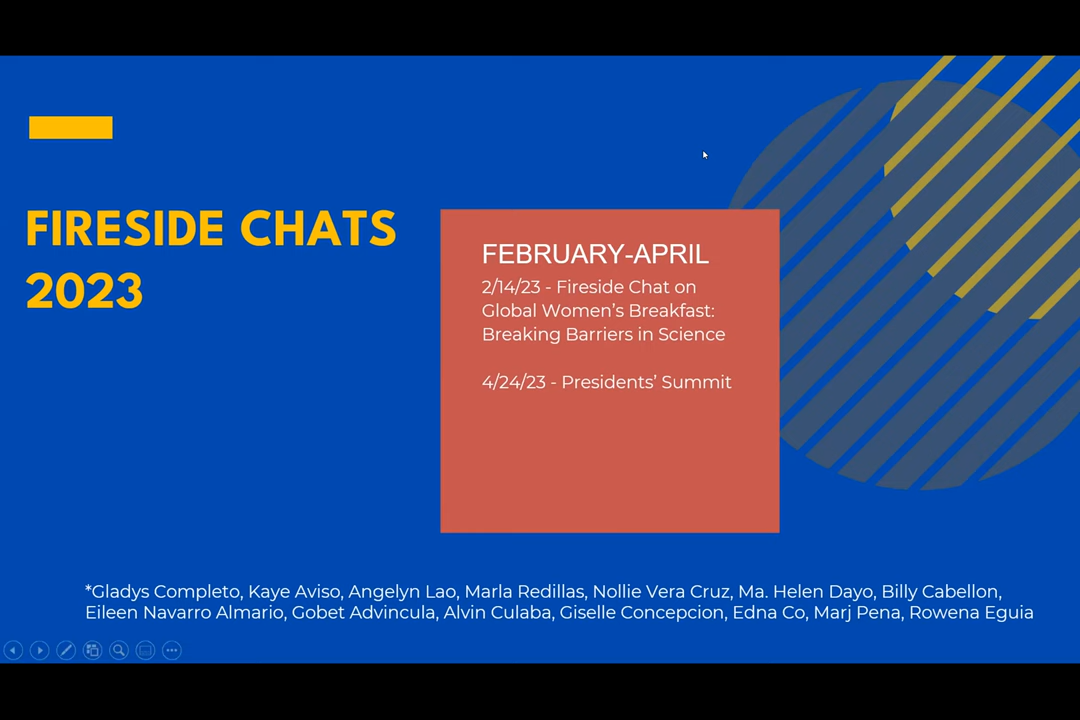 FIRESIDE CHATS
2023
FEBRUARY-APRIL
2/14/23 - Fireside Chat on
Global Women’s Breakfast:
Breaking Barriers in Science
4/24/23 - Presidents’ Summit
*Gladys Completo, Kaye Aviso, Angelyn Lao, Marla Redillas, Nollie Vera Cruz, Ma. Helen Dayo, Billy Cabellon,
Eileen Navarro Almario, Gobet Advincula, Alvin Culaba, Giselle Concepcion, Edna Co, Marj Pena, Rowena Eguia